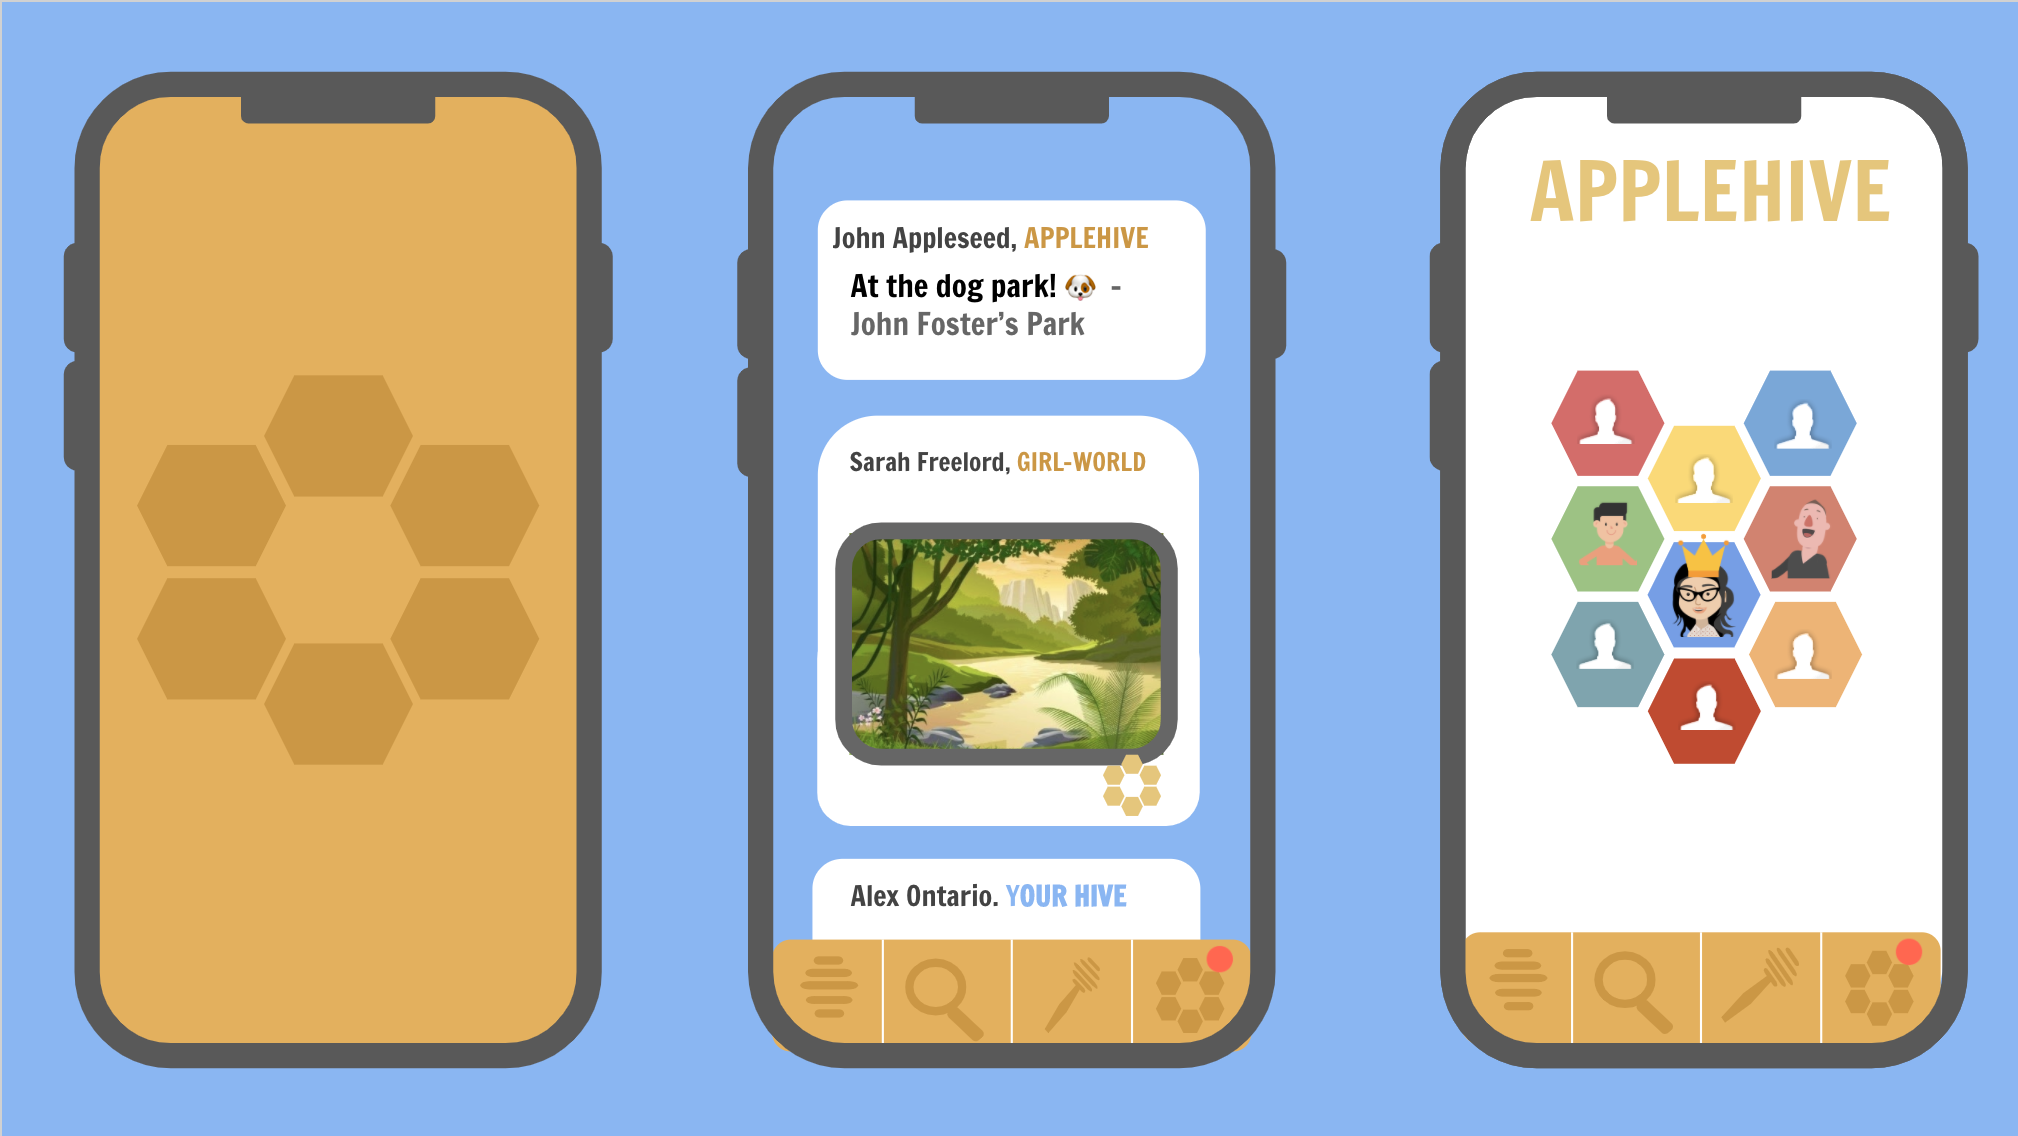 John Appleseed, APPLEHIVE
At the dog park! 🐶 -
John Foster’s Park
Sarah Freelord, GIRL-WORLD
Alex Ontario. YOUR HIVE
APPLEHIVE